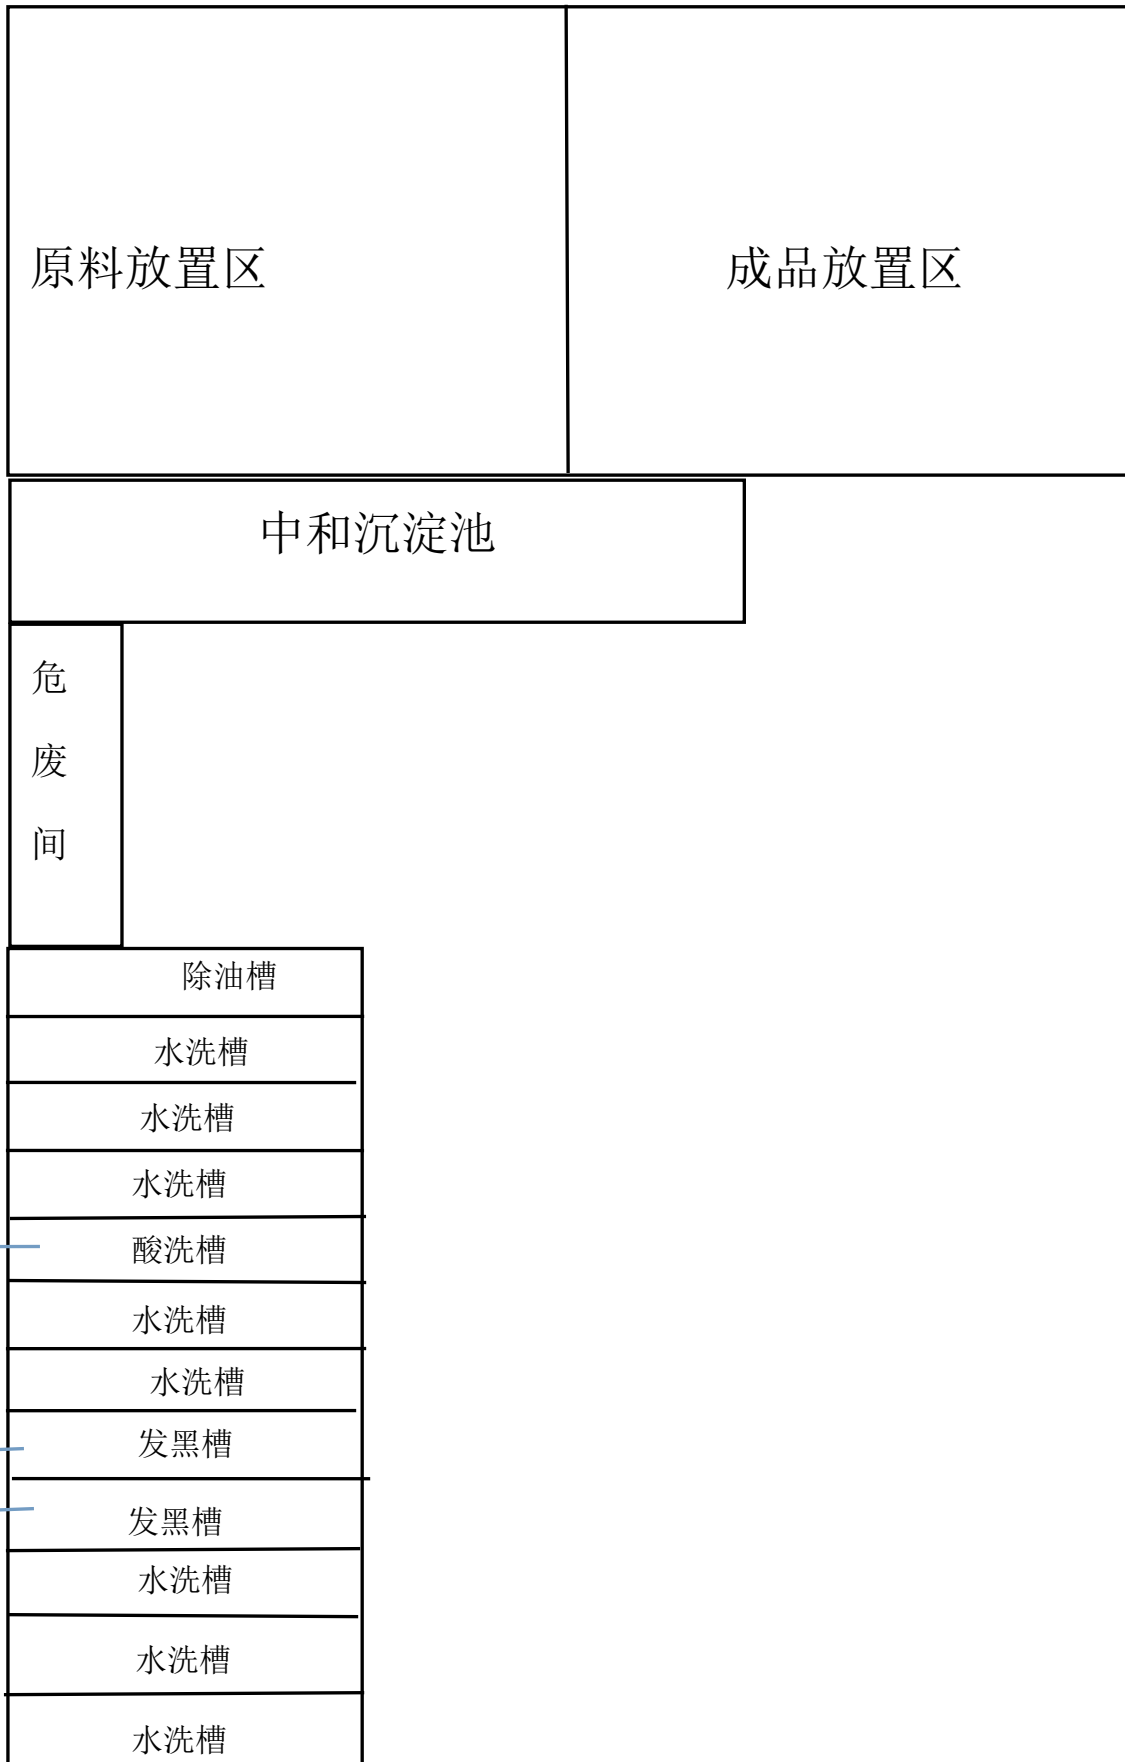 原料放置区
成品放置区
中和沉淀池
危
废
间
除油槽
水洗槽
水洗槽
水洗槽
酸洗槽
水洗槽
水洗槽
发黑槽
发黑槽
水洗槽
水洗槽
水洗槽